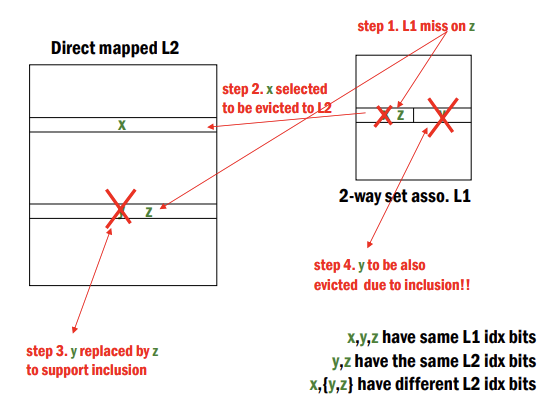 step 1. L1 miss on z
Direct mapped L2
step 2. x selected
to be evicted to L2
x
z
z
2-way set asso. L1
step 4. y to be also
evicted due to inclusion!!
step 3. y replaced by z
to support inclusion
x,y,z have same L1 idx bits
y,z have the same L2 idx bits
x,{y,z} have different L2 idx bits